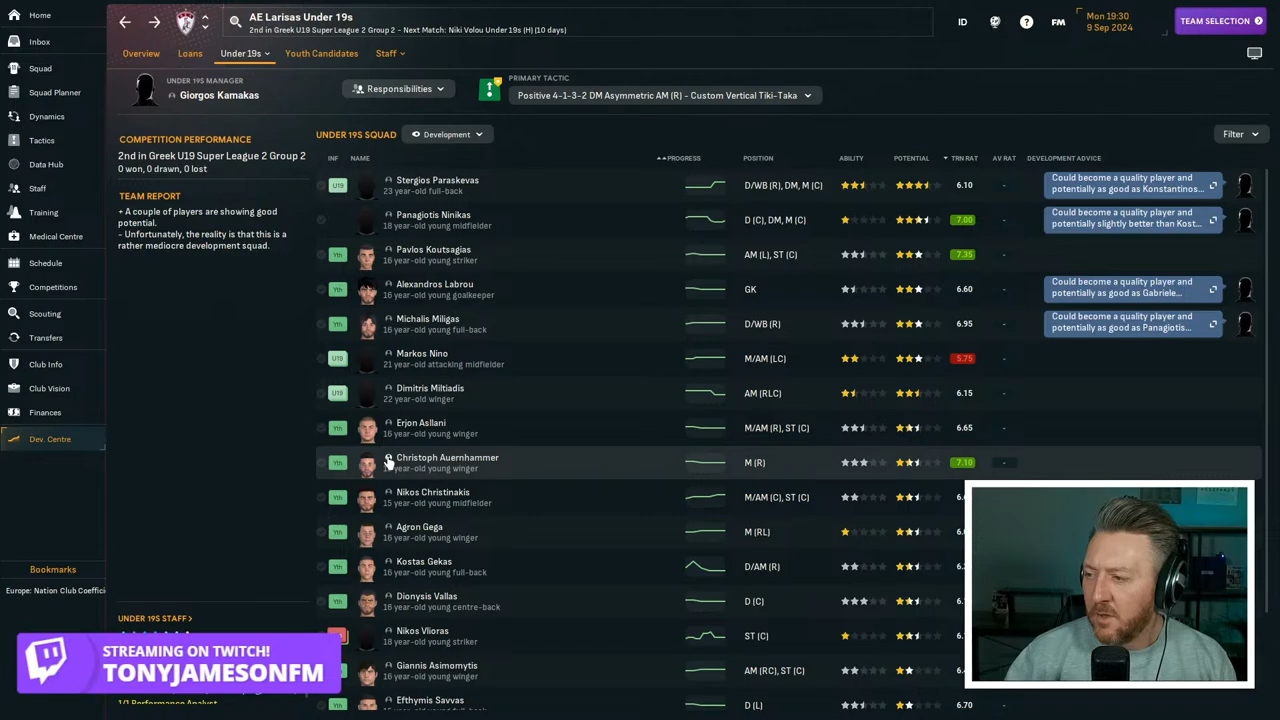 Home
Inbox
Squad
Squad Planner
Dynamics
Tactics
Data Hub
Staff
Training
Medical Centre
Schedule
Competitions
Scouting
Transfers
Club Info
Club Vision
Finances
Dev. Centre
Bookmarks
Europe: Nation Club Coeffici
AE Larisas Under 19s
2nd in Greek U19 Super League 2 Group 2 - Next Match: Niki Volou Under 19s (H) (10 days)
ID
?
FM
Mon 19:30
9 Sep 2024
TEAM SELECTION
Overview
Loans
Under 19s
Youth Candidates
Staff
UNDER 19S MANAGER
Giorgos Kamakas
Responsibilities
PRIMARY TACTIC
Positive 4-1-3-2 DM Asymmetric AM (R) - Custom Vertical Tiki-Taka
COMPETITION PERFORMANCE
2nd in Greek U19 Super League 2 Group 2
0 won, 0 drawn, 0 lost
TEAM REPORT
+ A couple of players are showing good
potential.
- Unfortunately, the reality is that this is a
rather mediocre development squad.
UNDER 19S STAFF >
1/1 Performance Analyst
UNDER 19S SQUAD
Development
Filter
INF NAME PROGRESS POSITION ABILITY POTENTIAL TRN RAT AV RAT DEVELOPMENT ADVICE
U19 Stergios Paraskevas D/WB (R), DM, M (C) 6.10 -
23 year-old full-back
Could become a quality player and
potentially as good as Konstantinos...
Panagiotis Ninikas D (C), DM, M (C) 7.00 -
18 year-old midfielder
Could become a quality player and
potentially slightly better than Kost...
Yth Pavlos Koutsagias AM (L), ST (C) 7.35 -
16 year-old young striker
Yth Alexandros Labrou GK 6.60 -
16 year-old young goalkeeper
Could become a quality player and
potentially as good as Gabriele...
Yth Michalis Miligas D/WB (R) 6.95 -
16 year-old young full-back
Could become a quality player and
potentially as good as Panagiotis...
U19 Markos Nino M/AM (LC) 5.75 -
21 year-old attacking midfielder
U19 Dimitris Miltiadis AM (RLC) 6.15 -
22 year-old winger
Yth Erjon Asllani M/AM (R), ST (C) 6.65 -
16 year-old young winger
Yth Christoph Auernhammer M (R) 7.10 -
year-old young winger
Yth Nikos Christinakis M/AM (C), ST (C)
15 year-old young midfielder
Yth Agron Gega M (RL)
16 year-old young winger
Yth Kostas Gekas D/AM (R)
16 year-old young full-back
Yth Dionysis Vallas D (C)
16 year-old young centre-back
Nikos Vlioras ST (C)
18 year-old young striker
Yth Giannis Asimomytis AM (RC), ST (C)
16 year-old young winger
Yth Efthymis Savvas D (L) 6.70 -
STREAMING ON TWITCH!
TONYJAMESONFM